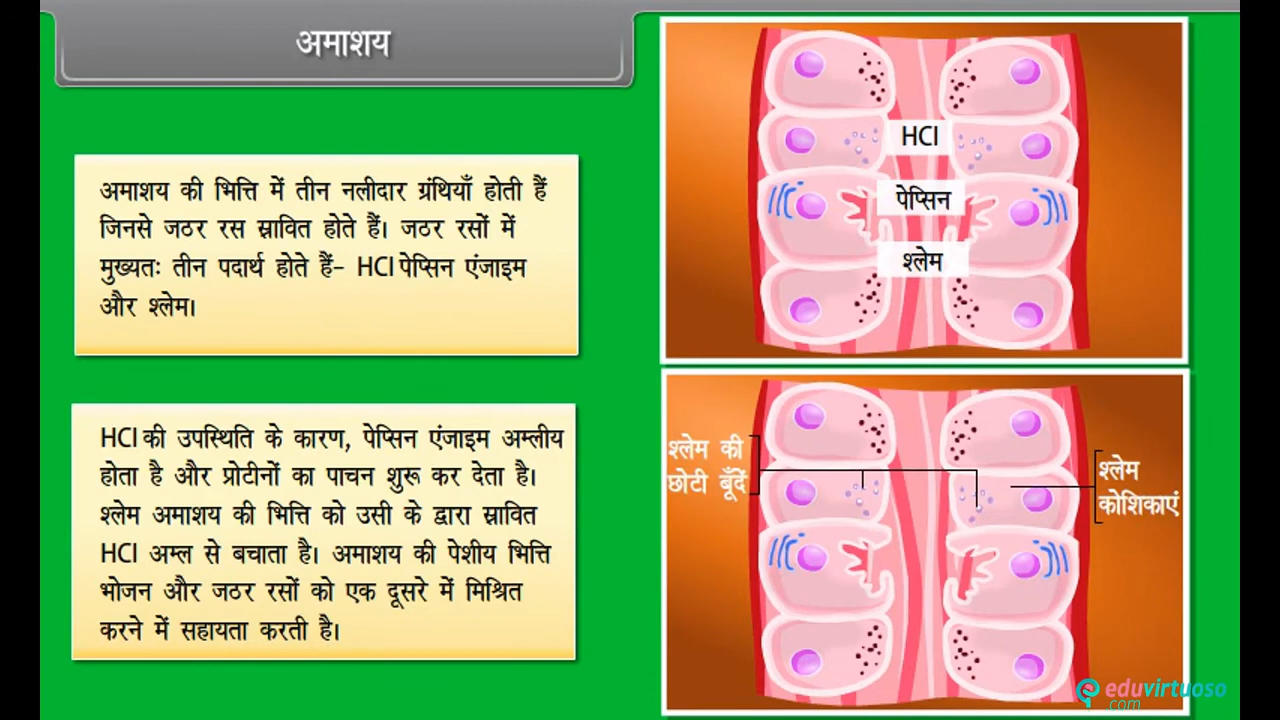 अमाशय
अमाशय की भित्ति में तीन नलीदार ग्रंथियाँ होती हैं
जिनसे जठर रस स्रावित होते हैं। जठर रसों में
मुख्यतः तीन पदार्थ होते हैं- HCl पेप्सिन एंजाइम
और श्लेम।
HCl की उपस्थिति के कारण, पेप्सिन एंजाइम अम्लीय
होता है और प्रोटीनों का पाचन शुरू कर देता है।
श्लेम अमाशय की भित्ति को उसी के द्वारा स्रावित
HCl अम्ल से बचाता है। अमाशय की पेशीय भित्ति
भोजन और जठर रसों को एक दूसरे में मिश्रित
करने में सहायता करती है।
HCl
पेप्सिन
श्लेम
श्लेम की
छोटी बूँदें
श्लेम
कोशिकाएं
eduvirtuoso
.com